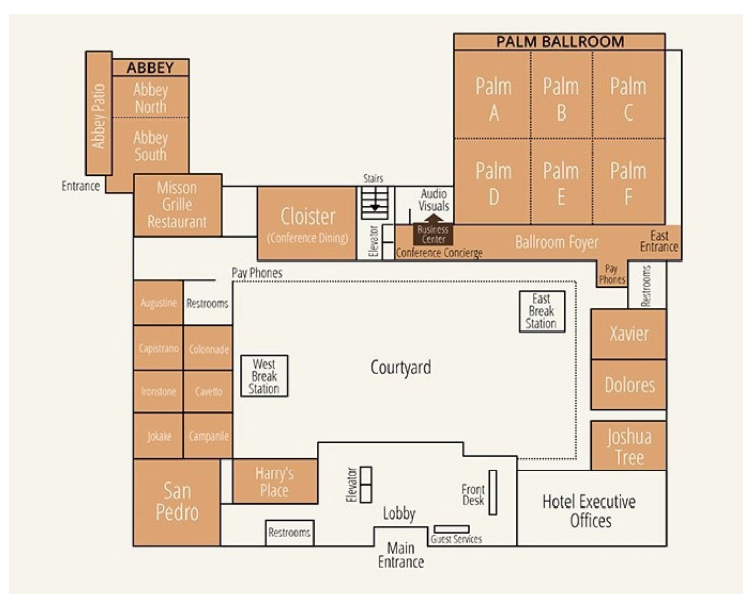 PALM BALLROOM
ABBEY
Abbey Patio
Abbey
North
Abbey
South
Palm
A
Palm
B
Palm
C
Palm
D
Palm
E
Palm
F
Entrance
Misson
Grille
Restaurant
Stairs
Cloister
(Conference Dining)
Elevator
Audio
Visuals
Business
Center
Conference Concierge
Ballroom Foyer
East
Entrance
Pay Phones
Pay
Phones
Restrooms
Augustine
Restrooms
East
Break
Station
Xavier
Capistrano
Colonnade
West
Break
Station
Courtyard
Dolores
Ironstone
Cavetto
Jokake
Campanile
Joshua
Tree
San
Pedro
Harry's
Place
Elevator
Front
Desk
Hotel Executive
Offices
Lobby
Restrooms
Guest Services
Main
Entrance